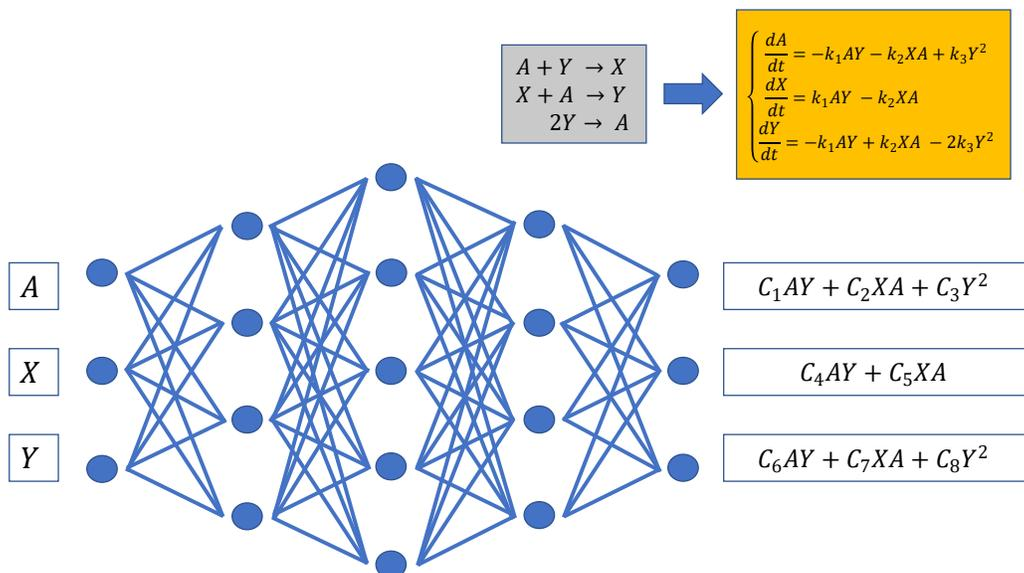 A + Y → X
X + A → Y
2Y → A
dA/dt = −k₁AY − k₂XA + k₃Y²
dX/dt = k₁AY − k₂XA
dY/dt = −k₁AY + k₂XA − 2k₃Y²
A
C₁AY + C₂XA + C₃Y²
X
C₄AY + C₅XA
Y
C₆AY + C₇XA + C₈Y²